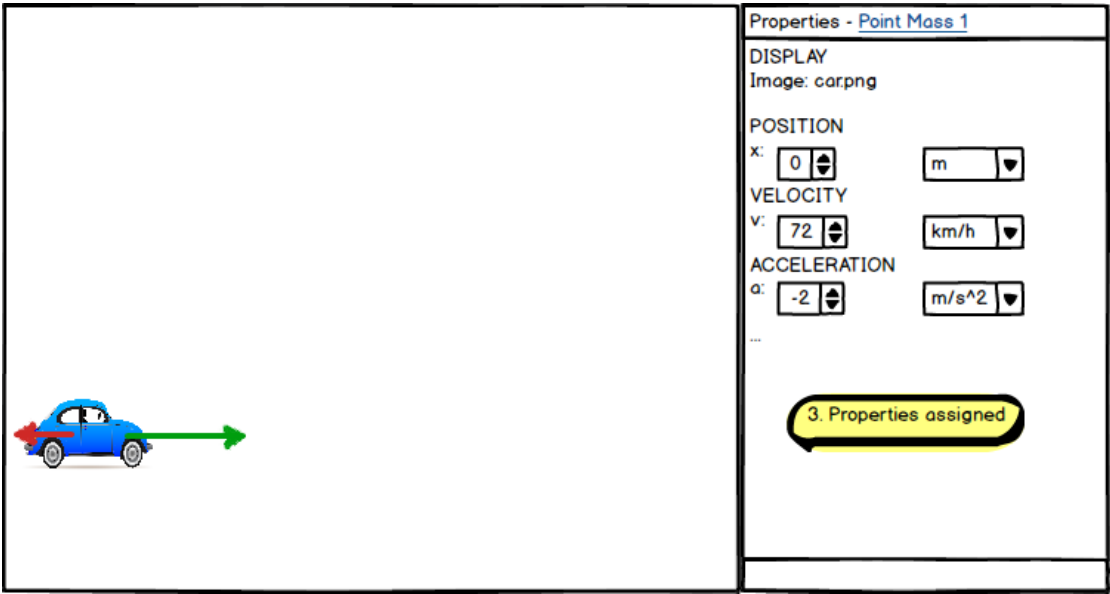 Properties - Point Mass 1
DISPLAY
Image: car.png
POSITION
x: 0 m
VELOCITY
v: 72 km/h
ACCELERATION
a: -2 m/s^2
...
3. Properties assigned